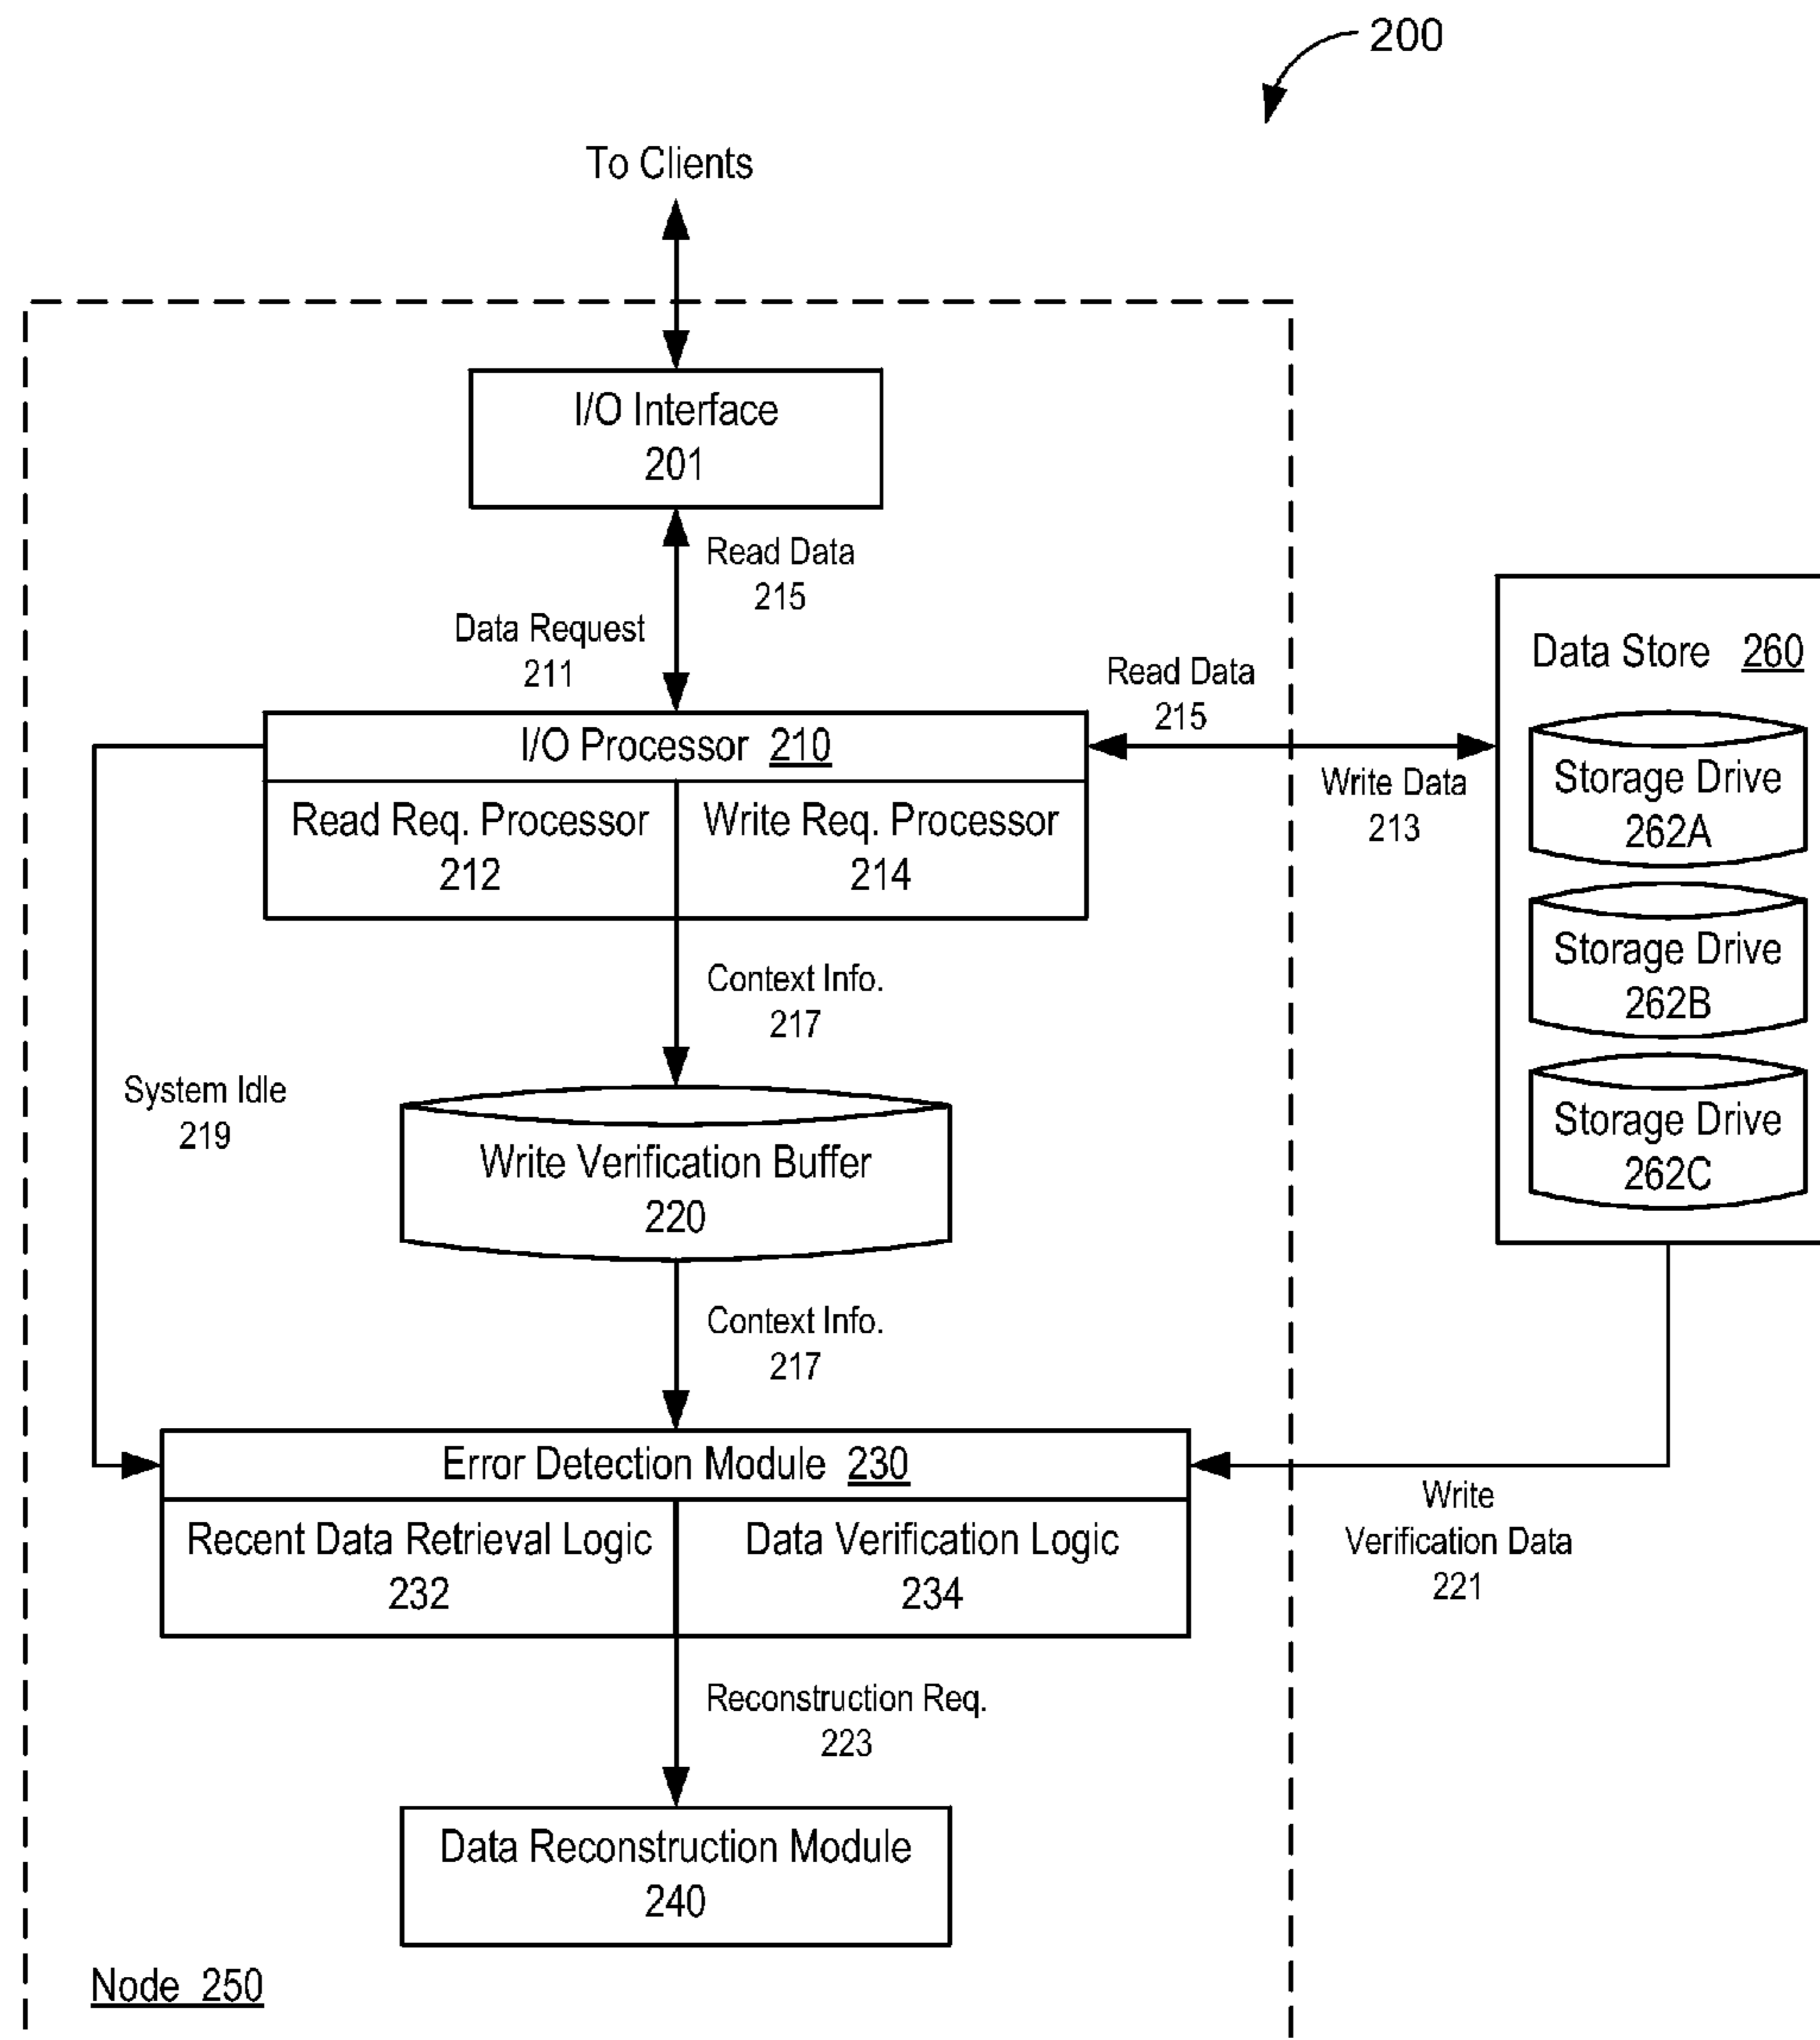 200
To Clients
I/O Interface
201
Read Data
215
Data Request
211
Read Data
215
Write Data
213
I/O Processor 210
Read Req. Processor
212
Write Req. Processor
214
Data Store 260
Storage Drive
262A
Storage Drive
262B
Storage Drive
262C
Context Info.
217
System Idle
219
Write Verification Buffer
220
Context Info.
217
Error Detection Module 230
Recent Data Retrieval Logic
232
Data Verification Logic
234
Write
Verification Data
221
Reconstruction Req.
223
Data Reconstruction Module
240
Node 250